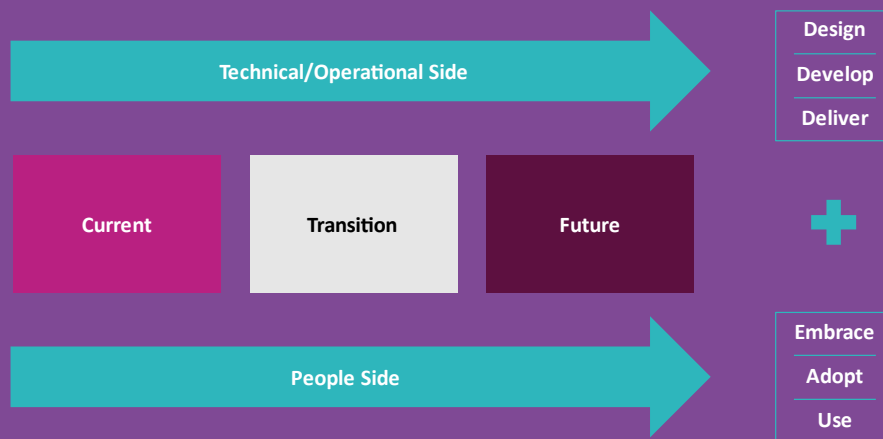 Technical/Operational Side
Design
Develop
Deliver
Current
Transition
Future
People Side
Embrace
Adopt
Use